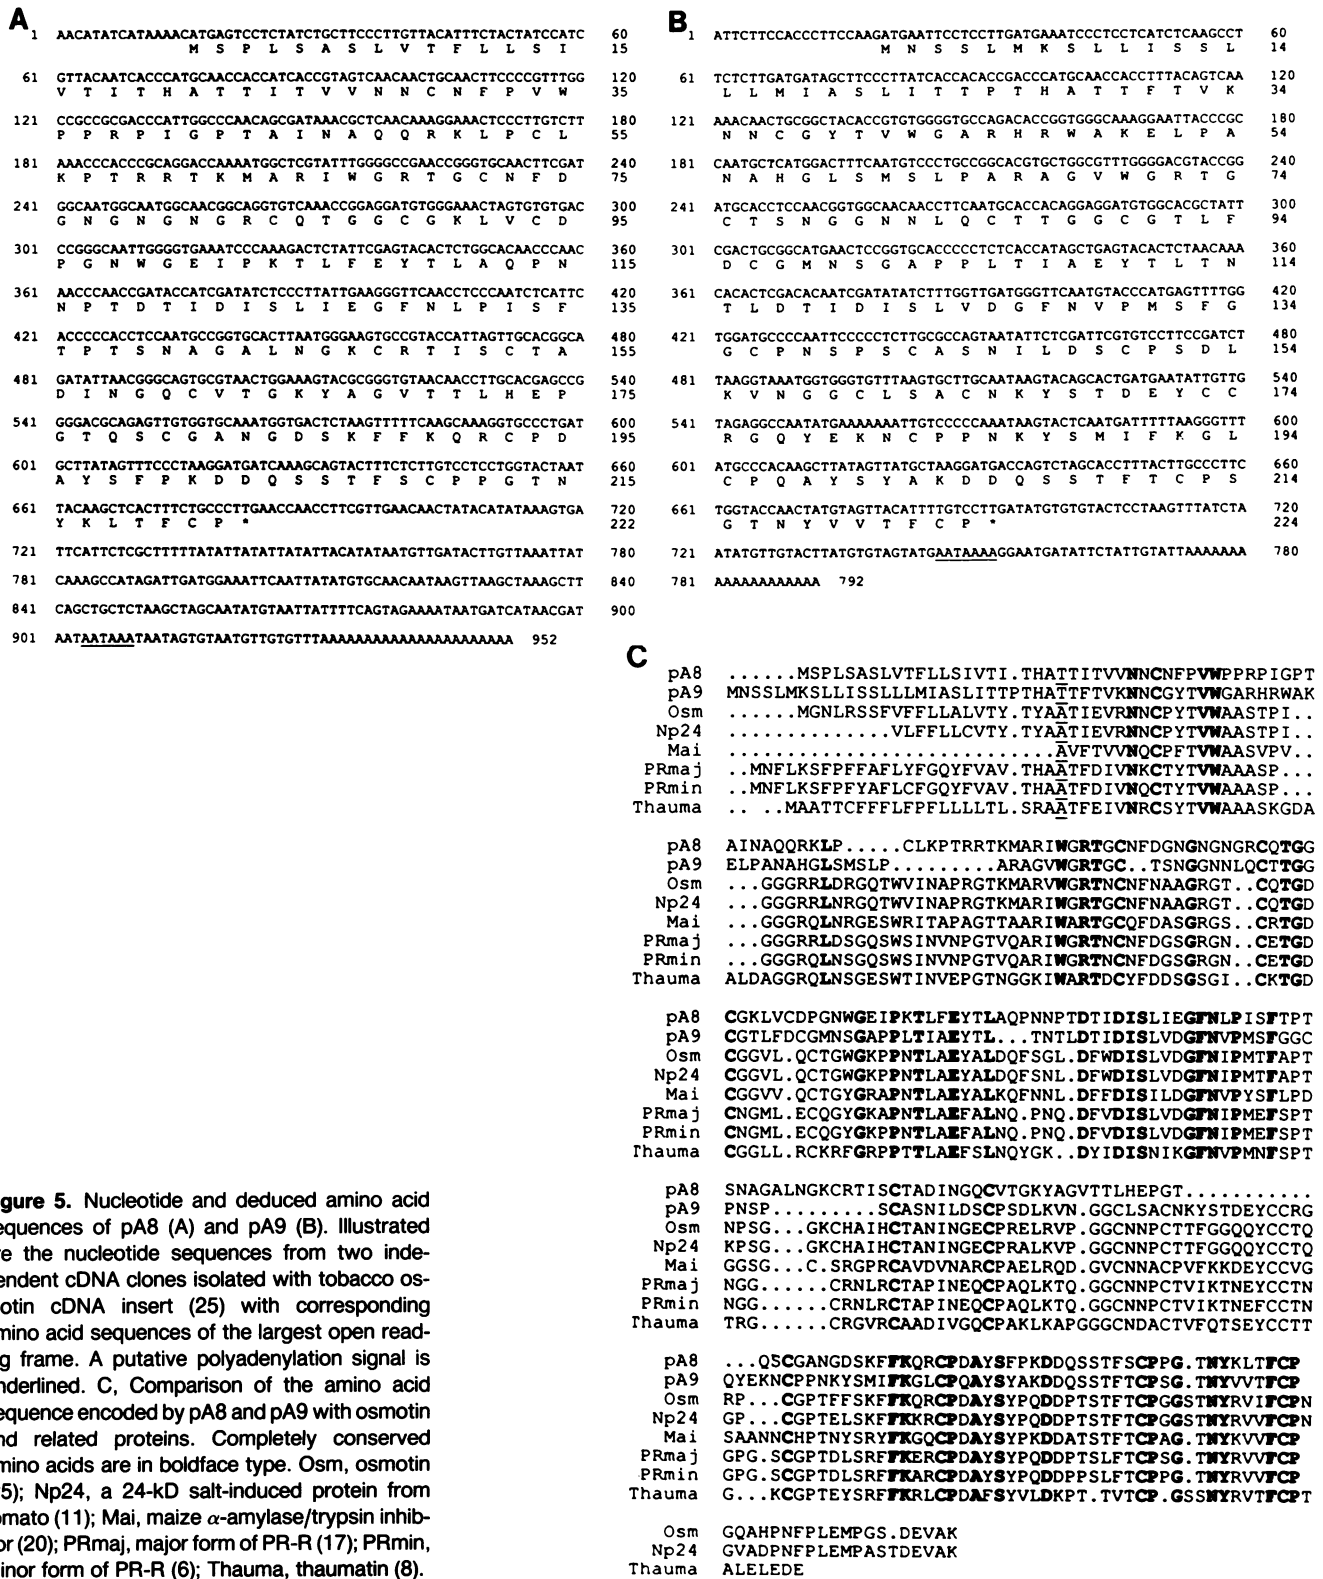 A
1 AACATATCATAAAACATGAGTCCTCTATCTGCTTCCCTTGTTACATTTCTACTATCCATC 60
M S P L S A S L V T F L L S I 15
61 GTTACAATCACCCATGCAACCACCATCACCGTAGTCAACAACTGCAACTTCCCCGTTTGG 120
V T I T H A T T I T V V N N C N F P V W 35
121 CCGCCGCGACCCATTGGCCCAACAGCGATAAACGCTCAACAAAGGAAACTCCCTTGTCTT 180
P P R P I G P T A I N A Q Q R K L P C L 55
181 AAACCCACCCGCAGGACCAAAATGGCTCGTATTTGGGGCCGAACCGGGTGCAACTTCGAT 240
K P T R R T K M A R I W G R T G C N F D 75
241 GGCAATGGCAATGGCAACGGCAGGTGTCAAACCGGAGGATGTGGGAAACTAGTGTGTGAC 300
G N G N G N G R C Q T G G C G K L V C D 95
301 CCGGGCAATTGGGGTGAAATCCCAAAGACTCTATTCGAGTACACTCTGGCACAACCCAAC 360
P G N W G E I P K T L F E Y T L A Q P N 115
361 AACCCAACCGATACCATCGATATCTCCCTTATTGAAGGGTTCAACCTCCCAATCTCATTC 420
N P T D T I D I S L I E G F N L P I S F 135
421 ACCCCCACCTCCAATGCCGGTGCACTTAATGGGAAGTGCCGTACCATTAGTTGCACGGCA 480
T P T S N A G A L N G K C R T I S C T A 155
481 GATATTAACGGGCAGTGCGTAACTGGAAAGTACGCGGGTGTAACAACCTTGCACGAGCCG 540
D I N G Q C V T G K Y A G V T T L H E P 175
541 GGGACGCAGAGTTGTGGTGCAAATGGTGACTCTAAGTTTTTCAAGCAAAGGTGCCCTGAT 600
G T Q S C G A N G D S K F F K Q R C P D 195
601 GCTTATAGTTTCCCTAAGGATGATCAAAGCAGTACTTTCTCTTGTCCTCCTGGTACTAAT 660
A Y S F P K D D Q S S T F S C P P G T N 215
661 TACAAGCTCACTTTCTGCCCTTGAACCAACCTTCGTTGAACAACTATACATATAAAGTGA 720
Y K L T F C P * 222
721 TTCATTCTCGCTTTTTATATTATATTATATTACATATAATGTTGATACTTGTTAAATTAT 780
781 CAAAGCCATAGATTGATGGAAATTCAATTATATGTGCAACAATAAGTTAAGCTAAAGCTT 840
841 CAGCTGCTCTAAGCTAGCAATATGTAATTATTTTCAGTAGAAAATAATGATCATAACGAT 900
901 AATAATAAATAATAGTGTAATGTTGTGTTTAAAAAAAAAAAAAAAAAAAAAA 952
B
1 ATTCTTCCACCCTTCCAAGATGAATTCCTCCTTGATGAAATCCCTCCTCATCTCAAGCCT 60
M N S S L M K S L L I S S L 14
61 TCTCTTGATGATAGCTTCCCTTATCACCACACCGACCCATGCAACCACCTTTACAGTCAA 120
L L M I A S L I T T P T H A T T F T V K 34
121 AAACAACTGCGGCTACACCGTGTGGGGTGCCAGACACCGGTGGGCAAAGGAATTACCCGC 180
N N C G Y T V W G A R H R W A K E L P A 54
181 CAATGCTCATGGACTTTCAATGTCCCTGCCGGCACGTGCTGGCGTTTGGGGACGTACCGG 240
N A H G L S M S L P A R A G V W G R T G 74
241 ATGCACCTCCAACGGTGGCAACAACCTTCAATGCACCACAGGAGGATGTGGCACGCTATT 300
C T S N G G N N L Q C T T G G C G T L F 94
301 CGACTGCGGCATGAACTCCGGTGCACCCCCTCTCACCATAGCTGAGTACACTCTAACAAA 360
D C G M N S G A P P L T I A E Y T L T N 114
361 CACACTCGACACAATCGATATATCTTTGGTTGATGGGTTCAATGTACCCATGAGTTTTGG 420
T L D T I D I S L V D G F N V P M S F G 134
421 TGGATGCCCCAATTCCCCCTCTTGCGCCAGTAATATTCTCGATTCGTGTCCTTCCGATCT 480
G C P N S P S C A S N I L D S C P S D L 154
481 TAAGGTAAATGGTGGGTGTTTAAGTGCTTGCAATAAGTACAGCACTGATGAATATTGTTG 540
K V N G G C L S A C N K Y S T D E Y C C 174
541 TAGAGGCCAATATGAAAAAAATTGTCCCCCAAATAAGTACTCAATGATTTTTAAGGGTTT 600
R G Q Y E K N C P P N K Y S M I F K G L 194
601 ATGCCCACAAGCTTATAGTTATGCTAAGGATGACCAGTCTAGCACCTTTACTTGCCCTTC 660
C P Q A Y S Y A K D D Q S S T F T C P S 214
661 TGGTACCAACTATGTAGTTACATTTTGTCCTTGATATGTGTGTACTCCTAAGTTTATCTA 720
G T N Y V V T F C P * 224
721 ATATGTTGTACTTATGTGTAGTATGAATAAAAGGAATGATATTCTATTGTATTAAAAAAA 780
781 AAAAAAAAAAAA 792
C
pA8 ......MSPLSASLVTFLLSIVTI.THATTITVVNNCNFPVWPPRPIGPT
pA9 MNSSLMKSLLISSLLLMIASLITTPTHATTFTVKNNCGYTVWGARHRWAK
Osm ......MGNLRSSFVFFLLALVTY.TYAATIEVRNNCPYTVWAASTPI..
Np24 ..............VLFFLLCVTY.TYAATIEVRNNCPYTVWAASTPI..
Mai ............................AVFTVVNQCPFTVWAASVPV..
PRmaj ..MNFLKSFPFFAFLYFGQYFVAV.THAATFDIVNKCTYTVWAAASP...
PRmin ..MNFLKSFPFYAFLCFGQYFVAV.THAATFDIVNQCTYTVWAAASP...
Thauma .. ..MAATTCFFFLFPFLLLLTL.SRAATFEIVNRCSYTVWAAASKGDA
pA8 AINAQQRKLP.....CLKPTRRTKMARIWGRTGCNFDGNGNGNGRCQTGG
pA9 ELPANAHGLSMSLP.........ARAGVWGRTGC..TSNGGNNLQCTTGG
Osm ...GGGRRLDRGQTWVINAPRGTKMARVWGRTNCNFNAAGRGT..CQTGD
Np24 ...GGGRRLNRGQTWVINAPRGTKMARIWGRTGCNFNAAGRGT..CQTGD
Mai ...GGGRQLNRGESWRITAPAGTTAARIWARTGCQFDASGRGS..CRTGD
PRmaj ...GGGRRLDSGQSWSINVNPGTVQARIWGRTNCNFDGSGRGN..CETGD
PRmin ...GGGRQLNSGQSWSINVNPGTVQARIWGRTNCNFDGSGRGN..CETGD
Thauma ALDAGGRQLNSGESWTINVEPGTNGGKIWARTDCYFDDSGSGI..CKTGD
pA8 CGKLVCDPGNWGEIPKTLFEYTLAQPNNPTDTIDISLIEGFNLPISFTPT
pA9 CGTLFDCGMNSGAPPLTIAEYTL...TNTLDTIDISLVDGFNVPMSFGGC
Osm CGGVL.QCTGWGKPPNTLAEYALDQFSGL.DFWDISLVDGFNIPMTFAPT
Np24 CGGVL.QCTGWGKPPNTLAEYALDQFSNL.DFWDISLVDGFNIPMTFAPT
Mai CGGVV.QCTGYGRAPNTLAEYALKQFNNL.DFFDISILDGFNVPYSFLPD
PRmaj CNGML.ECQGYGKAPNTLAEFALNQ.PNQ.DFVDISLVDGFNIPMEFSPT
PRmin CNGML.ECQGYGKPPNTLAEFALNQ.PNQ.DFVDISLVDGFNIPMEFSPT
Thauma CGGLL.RCKRFGRPPTTLAEFSLNQYGK..DYIDISNIKGFNVPMNFSPT
pA8 SNAGALNGKCRTISCTADINGQCVTGKYAGVTTLHEPGT...........
pA9 PNSP..........SCASNILDSCPSDLKVN.GGCLSACNKYSTDEYCCRG
Osm NPSG...GKCHAIHCTANINGECPRELRVP.GGCNNPCTTFGGQQYCCTQ
Np24 KPSG...GKCHAIHCTANINGECPRALKVP.GGCNNPCTTFGGQQYCCTQ
Mai GGSG...C.SRGPRCAVDVNARCPAELRQD.GVCNNACPVFKKDEYCCVG
PRmaj NGG......CRNLRCTAPINEQCPAQLKTQ.GGCNNPCTVIKTNEYCCTN
PRmin NGG......CRNLRCTAPINEQCPAQLKTQ.GGCNNPCTVIKTNEFCCTN
Thauma TRG......CRGVRCAADIVGQCPAKLKAPGGGCNDACTVFQTSEYCCTT
pA8 ...QSCGANGDSKFFKQRCPDAYSFPKDDQSSTFSCPPG.TNYKLTFCP
pA9 QYEKNCPPNKYSMIFKGLCPQAYSYAKDDQSSTFTCPSG.TNYVVTFCP
Osm RP...CGPTFFSKFFKQRCPDAYSYPQDDPTSTFTCPGGSTNYRVIFCPN
Np24 GP...CGPTELSKFFKKRCPDAYSYPQDDPTSTFTCPGGSTNYRVVFCPN
Mai SAANNCHPTNYSRYFKGQCPDAYSYPKDDATSTFTCPAG.TNYKVVFCP
PRmaj GPG.SCGPTDLSRFFKERCPDAYSYPQDDPTSLFTCPSG.TNYRVVFCP
PRmin GPG.SCGPTDLSRFFKARCPDAYSYPQDDPPSLFTCPPG.TNYRVVFCP
Thauma G...KCGPTEYSRFFKRLCPDAFSYVLDKPT.TVTCP.GSSNYRVTFCPT
Osm GQAHPNFPLEMPGS.DEVAK
Np24 GVADPNFPLEMPASTDEVAK
Thauma ALELEDE
gure 5. Nucleotide and deduced amino acid
equences of pA8 (A) and pA9 (B). Illustrated
re the nucleotide sequences from two inde-
endent cDNA clones isolated with tobacco os-
otin cDNA insert (25) with corresponding
mino acid sequences of the largest open read-
g frame. A putative polyadenylation signal is
nderlined. C, Comparison of the amino acid
equence encoded by pA8 and pA9 with osmotin
nd related proteins. Completely conserved
mino acids are in boldface type. Osm, osmotin
5); Np24, a 24-kD salt-induced protein from
omato (11); Mai, maize α-amylase/trypsin inhib-
or (20); PRmaj, major form of PR-R (17); PRmin,
inor form of PR-R (6); Thauma, thaumatin (8).